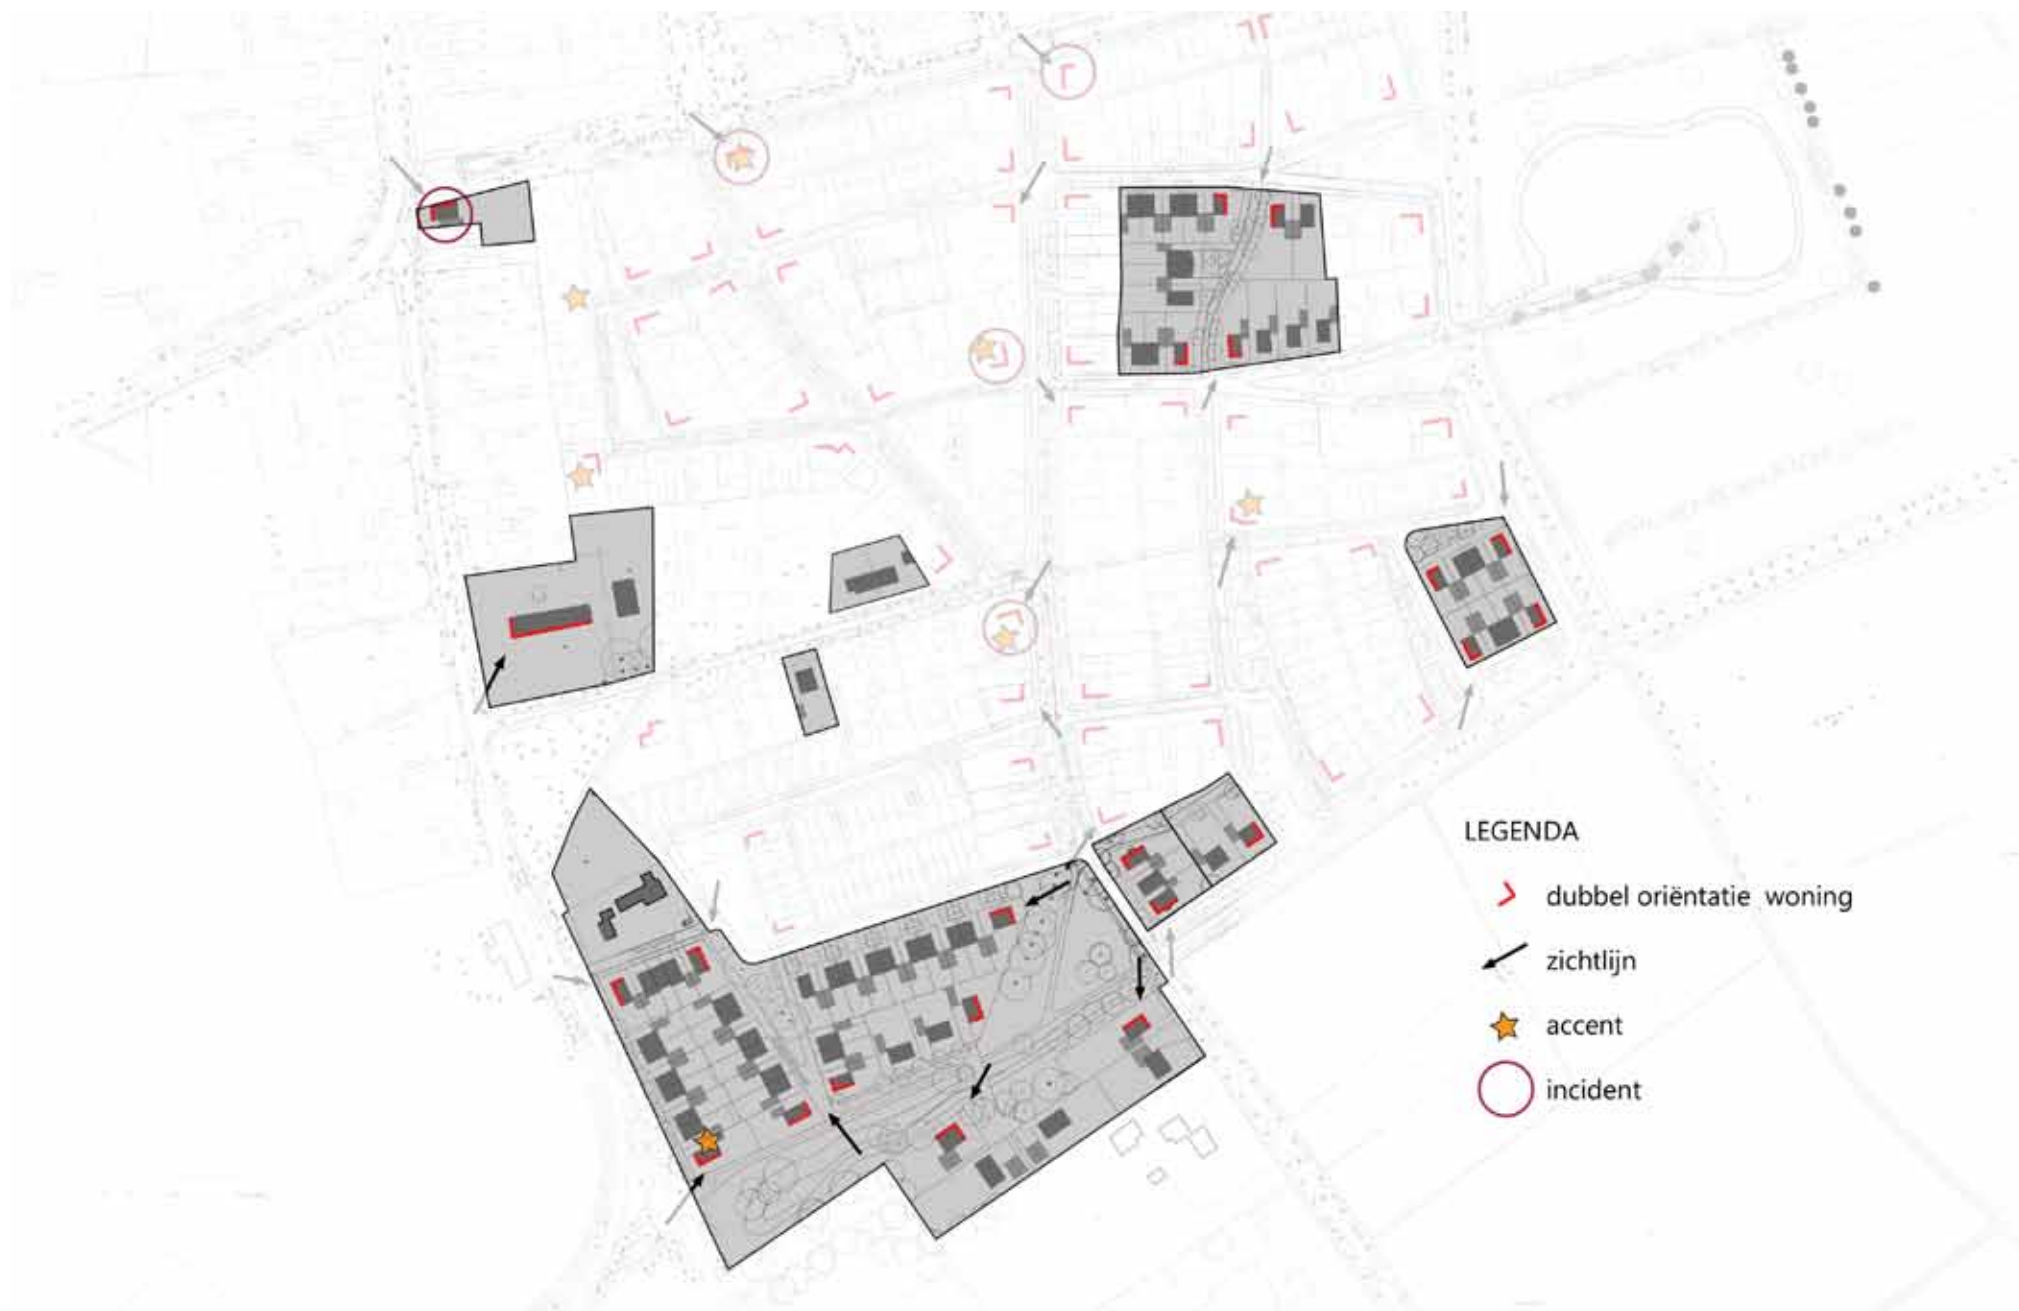 LEGENDA
dubbel oriëntatie woning
zichtlijn
accent
incident